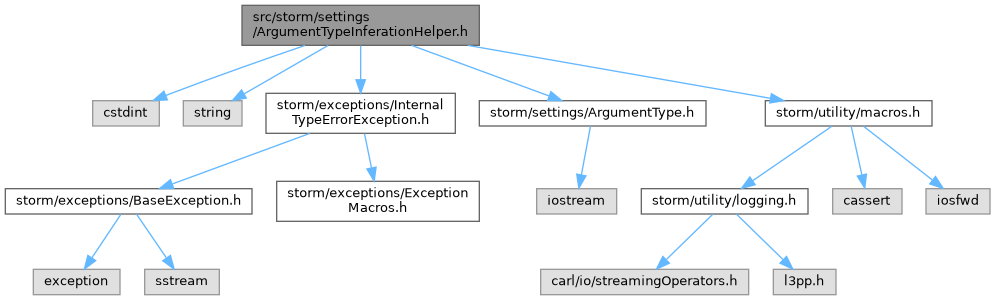 src/storm/settings
/ArgumentTypeInferationHelper.h
cstdint
string
storm/exceptions/Internal
TypeErrorException.h
storm/settings/ArgumentType.h
storm/utility/macros.h
storm/exceptions/BaseException.h
storm/exceptions/Exception
Macros.h
iostream
storm/utility/logging.h
cassert
iosfwd
exception
sstream
carl/io/streamingOperators.h
l3pp.h